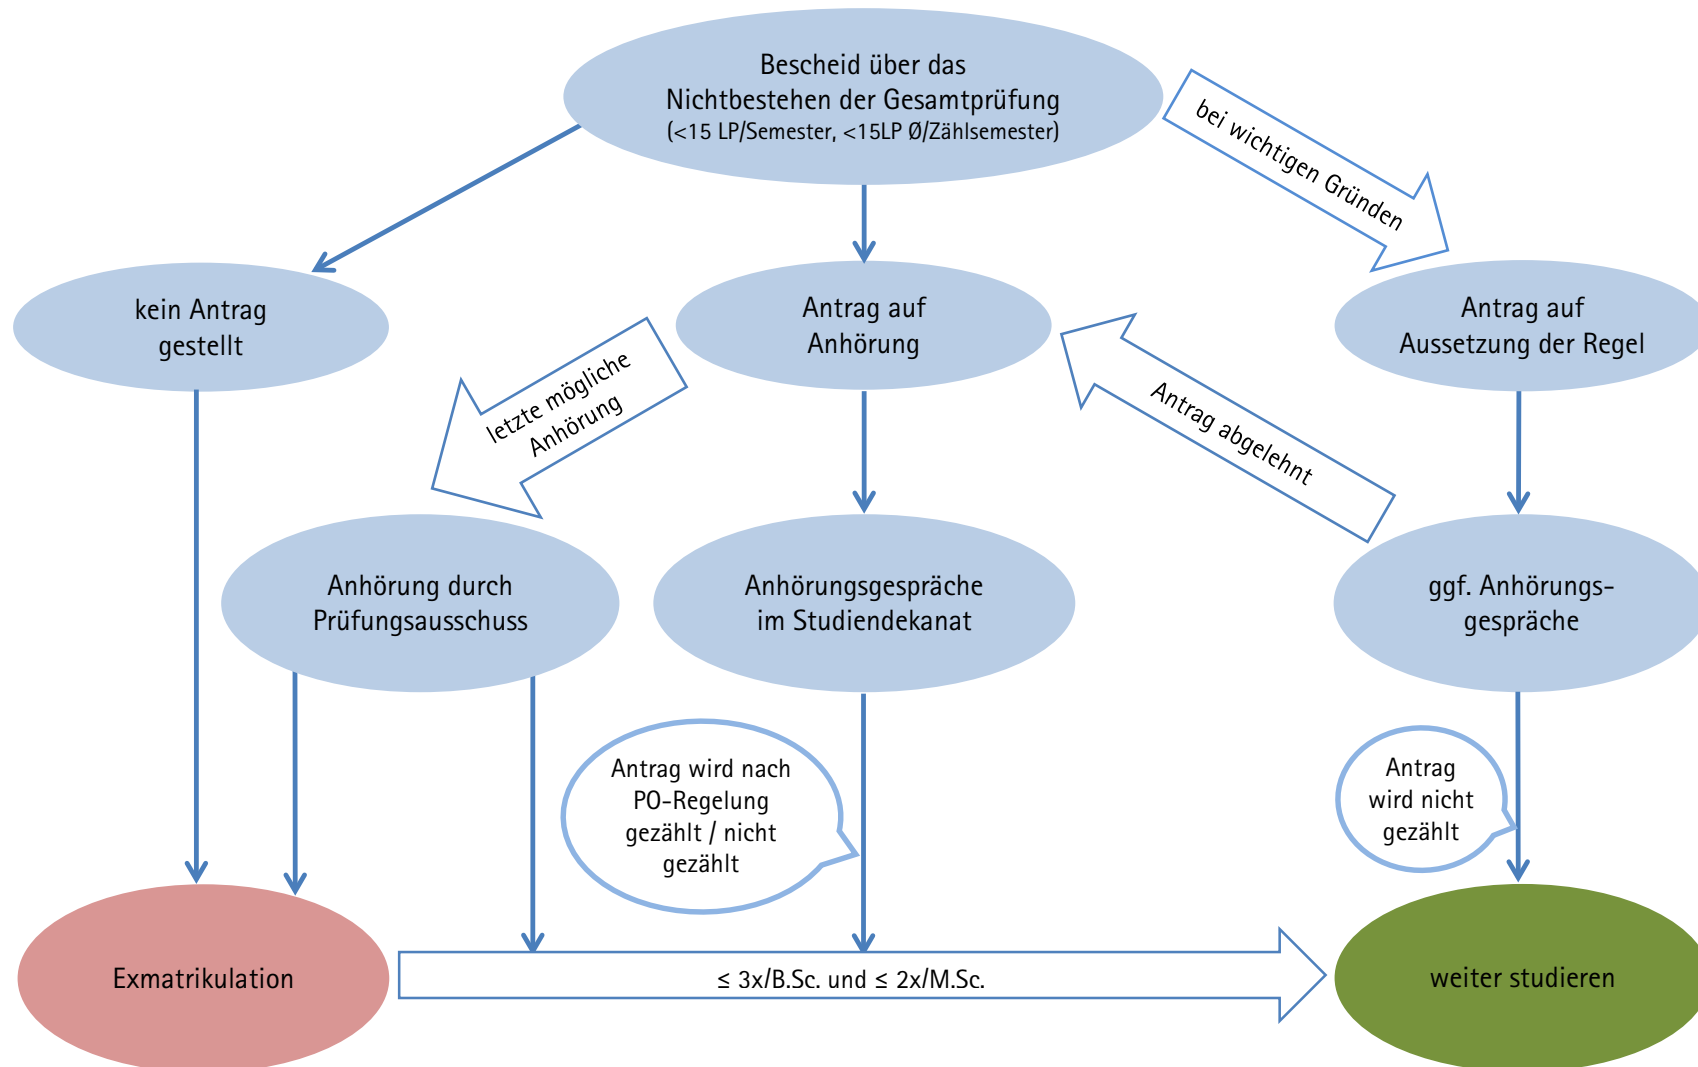 Bescheid über das
Nichtbestehen der Gesamtprüfung
(<15 LP/Semester, <15LP Ø/Zählsemester)
bei wichtigen Gründen
kein Antrag
gestellt
Antrag auf
Anhörung
Antrag auf
Aussetzung der Regel
letzte mögliche
Anhörung
Antrag abgelehnt
Anhörung durch
Prüfungsausschuss
Anhörungsgespräche
im Studiendekanat
ggf. Anhörungs-
gespräche
Antrag wird nach
PO-Regelung
gezählt / nicht
gezählt
Antrag
wird nicht
gezählt
Exmatrikulation
≤ 3x/B.Sc. und ≤ 2x/M.Sc.
weiter studieren